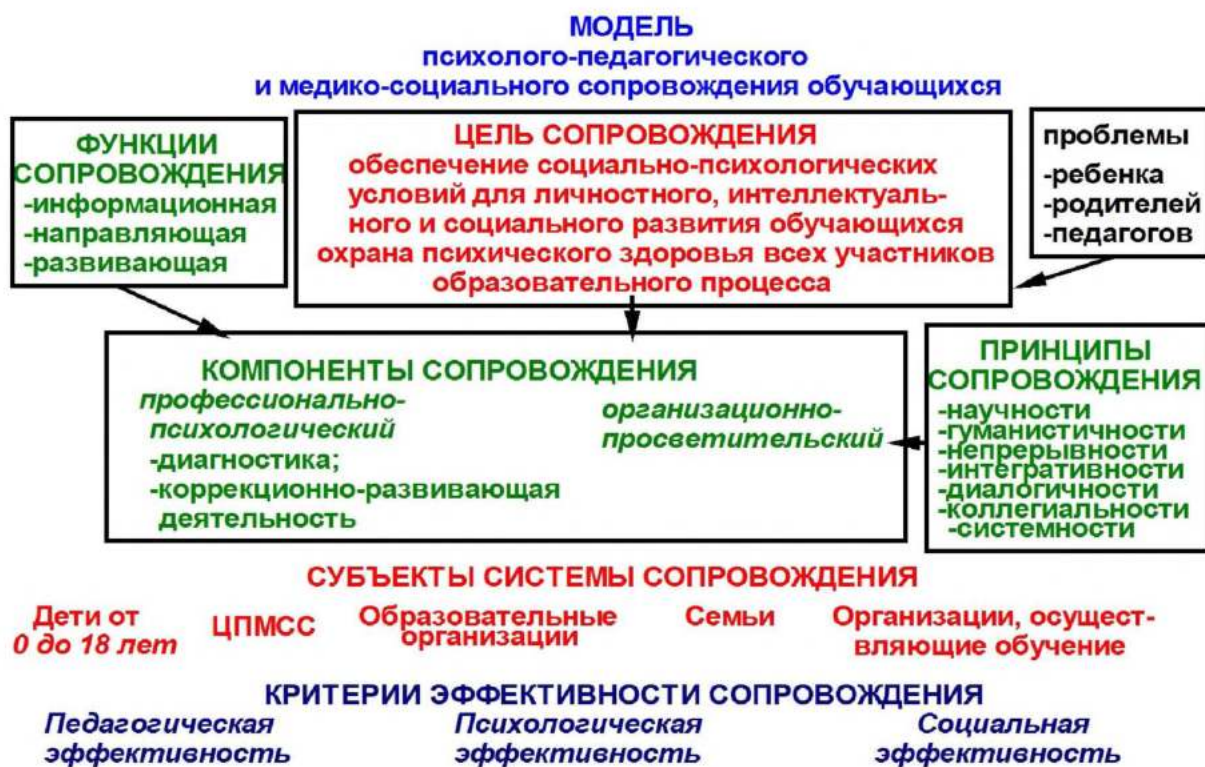 МОДЕЛЬ
психолого-педагогического
и медико-социального сопровождения обучающихся
ФУНКЦИИ
СОПРОВОЖДЕНИЯ
-информационная
-направляющая
-развивающая
ЦЕЛЬ СОПРОВОЖДЕНИЯ
обеспечение социально-психологических
условий для личностного, интеллектуаль-
ного и социального развития обучающихся
охрана психического здоровья всех участников
образовательного процесса
проблемы
-ребенка
-родителей
-педагогов
КОМПОНЕНТЫ СОПРОВОЖДЕНИЯ
профессионально-
психологический
-диагностика;
-коррекционно-развивающая
деятельность
организационно-
просветительский
ПРИНЦИПЫ
СОПРОВОЖДЕНИЯ
-научности
-гуманистичности
-непрерывности
-интегративности
-диалогичности
-коллегиальности
-системности
СУБЪЕКТЫ СИСТЕМЫ СОПРОВОЖДЕНИЯ
Дети от
0 до 18 лет
ЦПМСС
Образовательные
организации
Семьи
Организации, осущест-
вляющие обучение
КРИТЕРИИ ЭФФЕКТИВНОСТИ СОПРОВОЖДЕНИЯ
Педагогическая
эффективность
Психологическая
эффективность
Социальная
эффективность